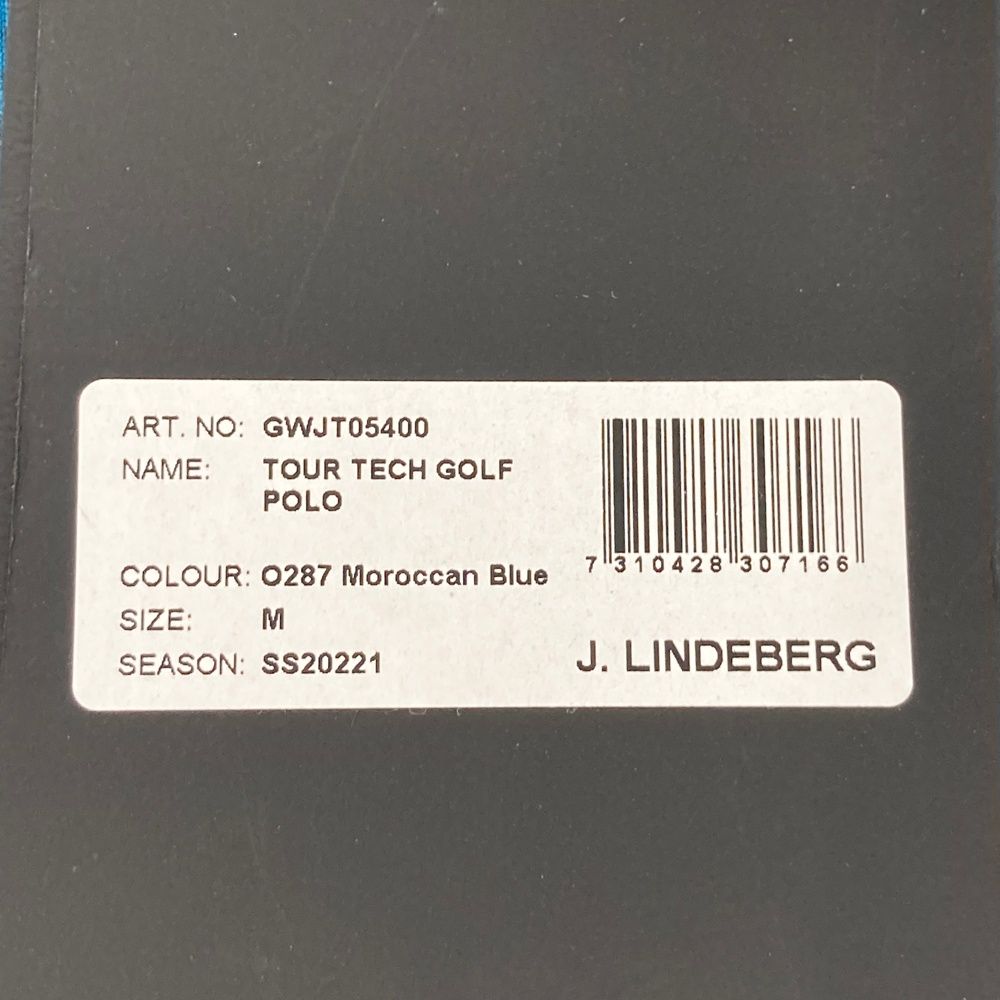 ART. NO: GWJT05400
NAME: TOUR TECH GOLF
POLO
COLOUR: O287 Moroccan Blue
SIZE: M
SEASON: SS20221
7 310428 307166
J. LINDEBERG